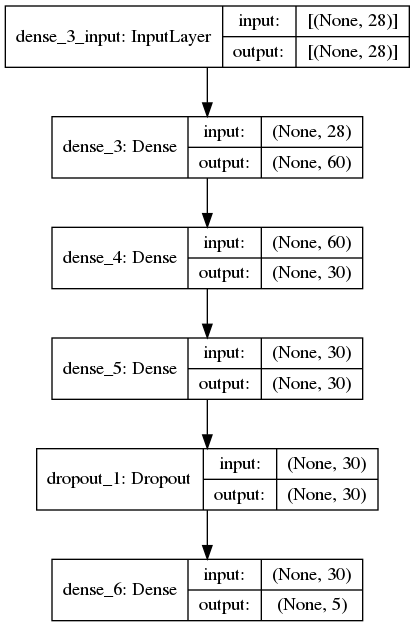 dense_3_input: InputLayer
input: [(None, 28)]
output: [(None, 28)]
dense_3: Dense
input: (None, 28)
output: (None, 60)
dense_4: Dense
input: (None, 60)
output: (None, 30)
dense_5: Dense
input: (None, 30)
output: (None, 30)
dropout_1: Dropout
input: (None, 30)
output: (None, 30)
dense_6: Dense
input: (None, 30)
output: (None, 5)